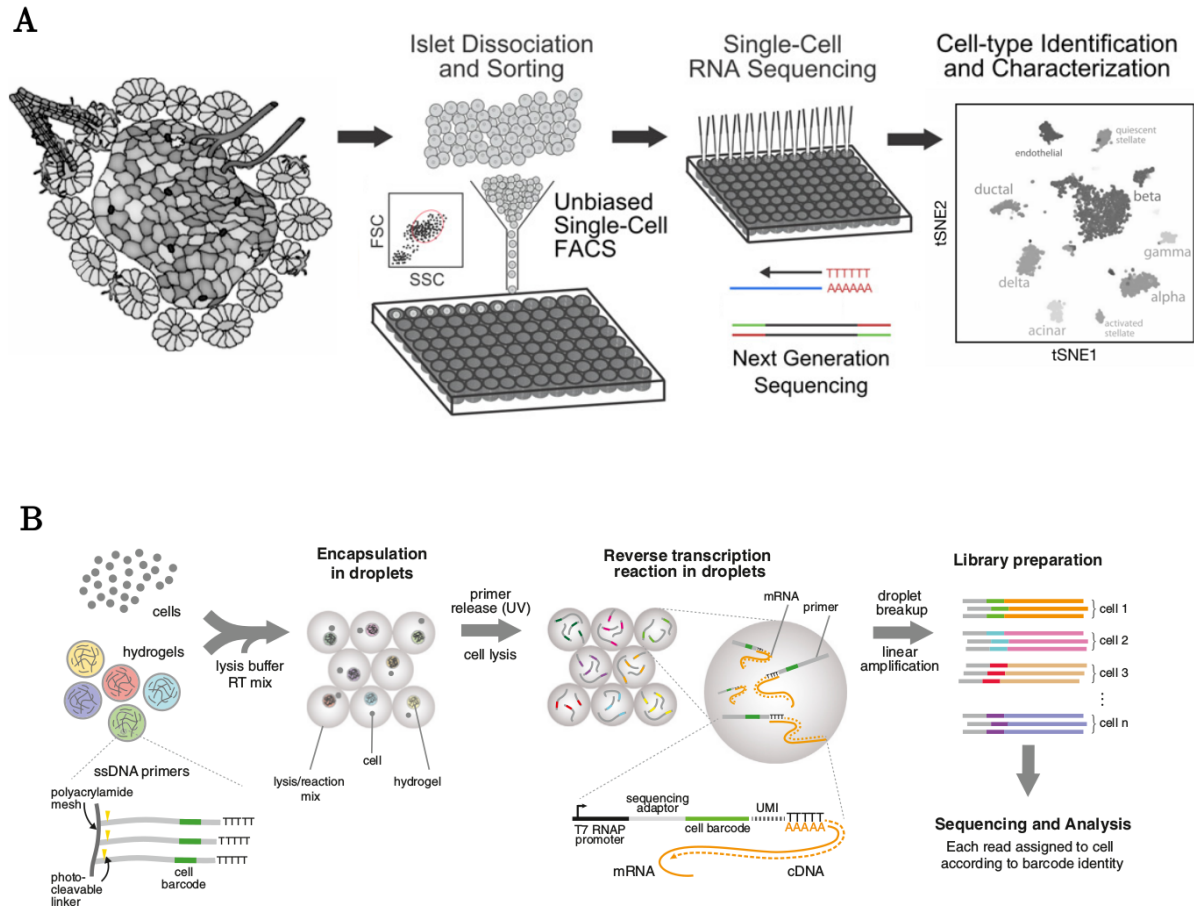 A
Islet Dissociation
and Sorting
Single-Cell
RNA Sequencing
Cell-type Identification
and Characterization
FSC
SSC
Unbiased
Single-Cell
FACS
TTTTTT
AAAAAA
Next Generation
Sequencing
tSNE2
endothelial
quiescent
stellate
ductal
beta
gamma
delta
alpha
acinar
activated
stellate
tSNE1
B
cells
hydrogels
lysis buffer
RT mix
ssDNA primers
polyacrylamide
mesh
TTTTT
TTTTT
TTTTT
photo-
cleavable
linker
cell
barcode
Encapsulation
in droplets
lysis/reaction
mix
cell
hydrogel
primer
release (UV)
cell lysis
Reverse transcription
reaction in droplets
mRNA
primer
TTTT
TTTT
T7 RNAP
promoter
sequencing
adaptor
cell barcode
UMI
TTTTT
AAAAA
mRNA
cDNA
droplet
breakup
linear
amplification
Library preparation
cell 1
cell 2
cell 3
cell n
Sequencing and Analysis
Each read assigned to cell
according to barcode identity